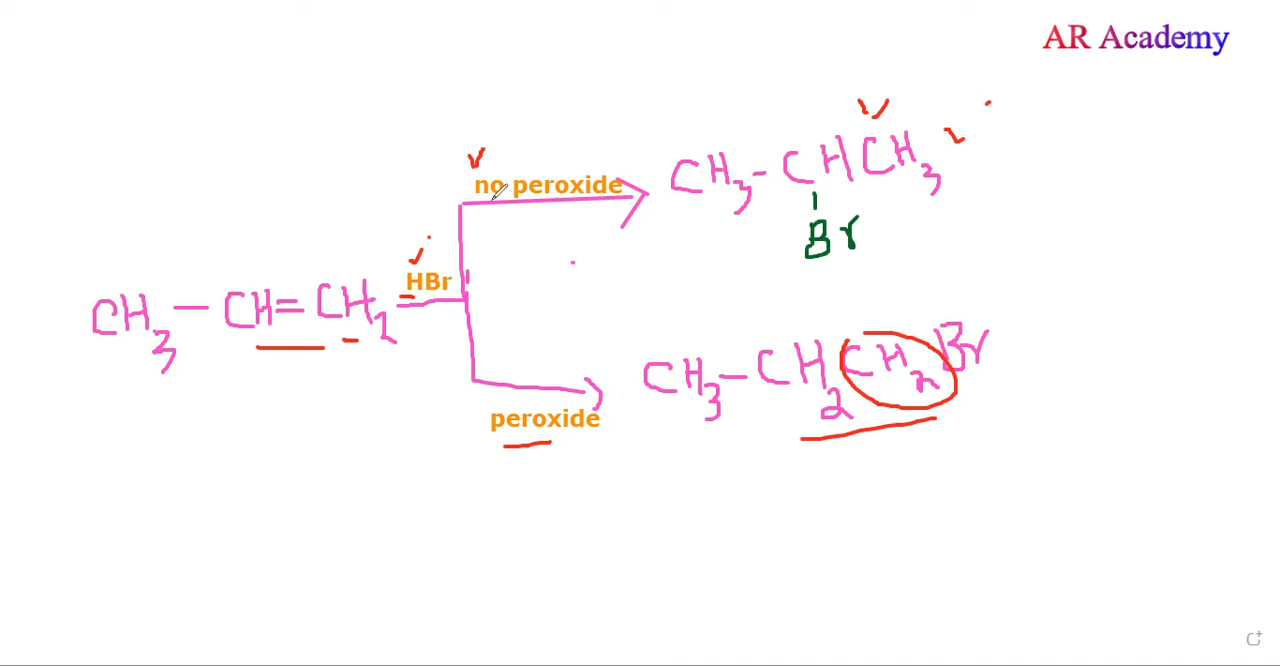 AR Academy
no peroxide
CH3-CHCH3
Br
HBr
CH3-CH=CH2
CH3-CH2CH2Br
peroxide